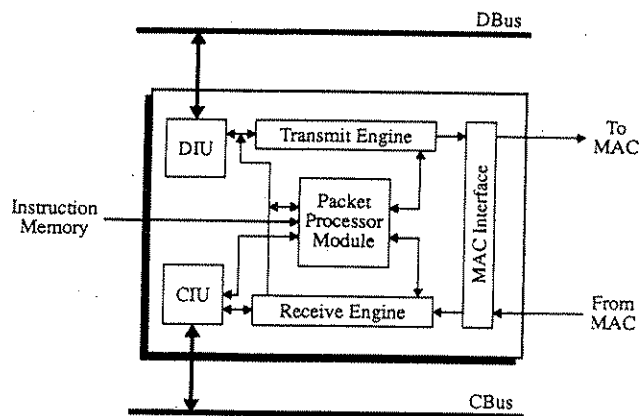 DBus
DIU
Transmit Engine
To
MAC
Instruction
Memory
Packet
Processor
Module
MAC Interface
CIU
Receive Engine
From
MAC
CBus